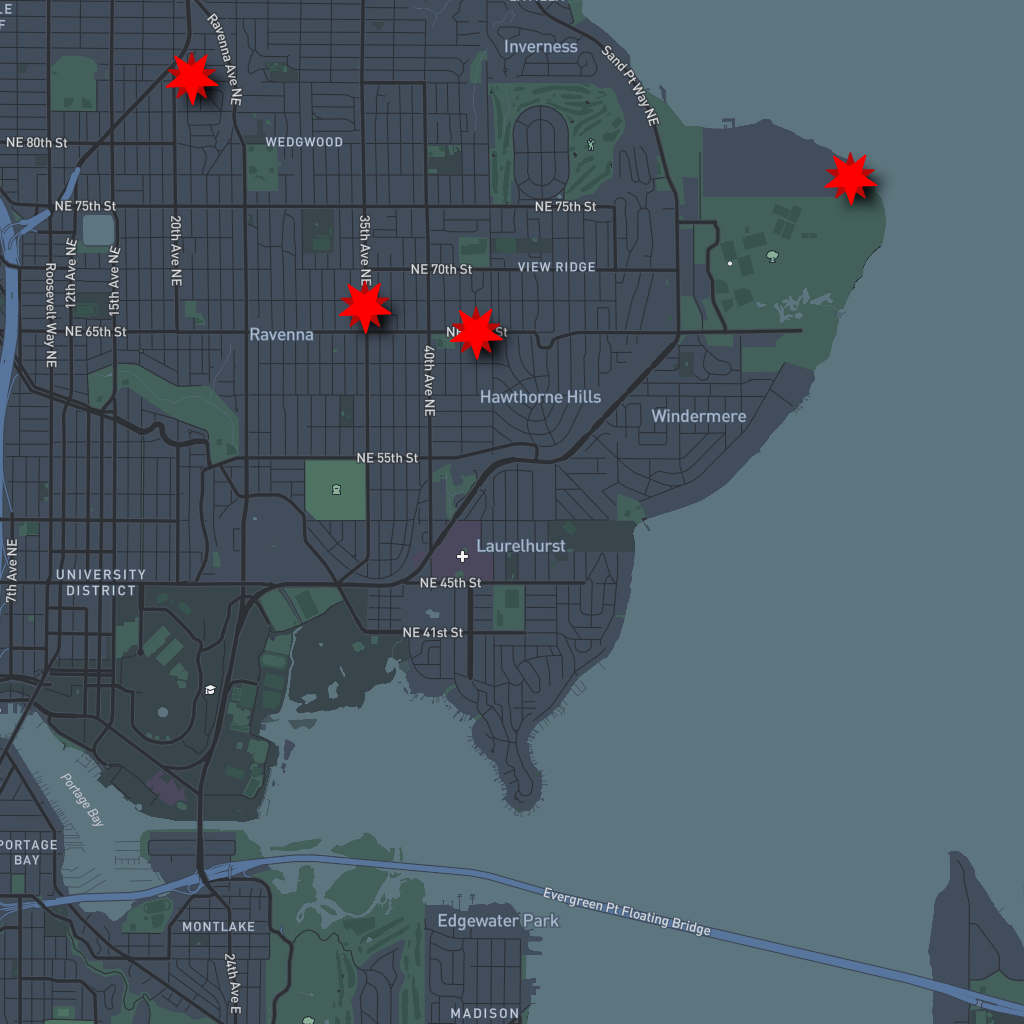 Inverness
Ravenna Ave NE
Sand Pt Way NE
NE 80th St
WEDGWOOD
NE 75th St
NE 75th St
20th Ave NE
35th Ave NE
12th Ave NE
15th Ave NE
Roosevelt Way NE
NE 70th St
VIEW RIDGE
NE 65th St
Ravenna
St
40th Ave NE
Hawthorne Hills
Windermere
NE 55th St
Laurelhurst
7th Ave NE
UNIVERSITY
DISTRICT
NE 45th St
NE 41st St
Portage Bay
PORTAGE
BAY
Evergreen Pt Floating Bridge
Edgewater Park
MONTLAKE
24th Ave E
MADISON